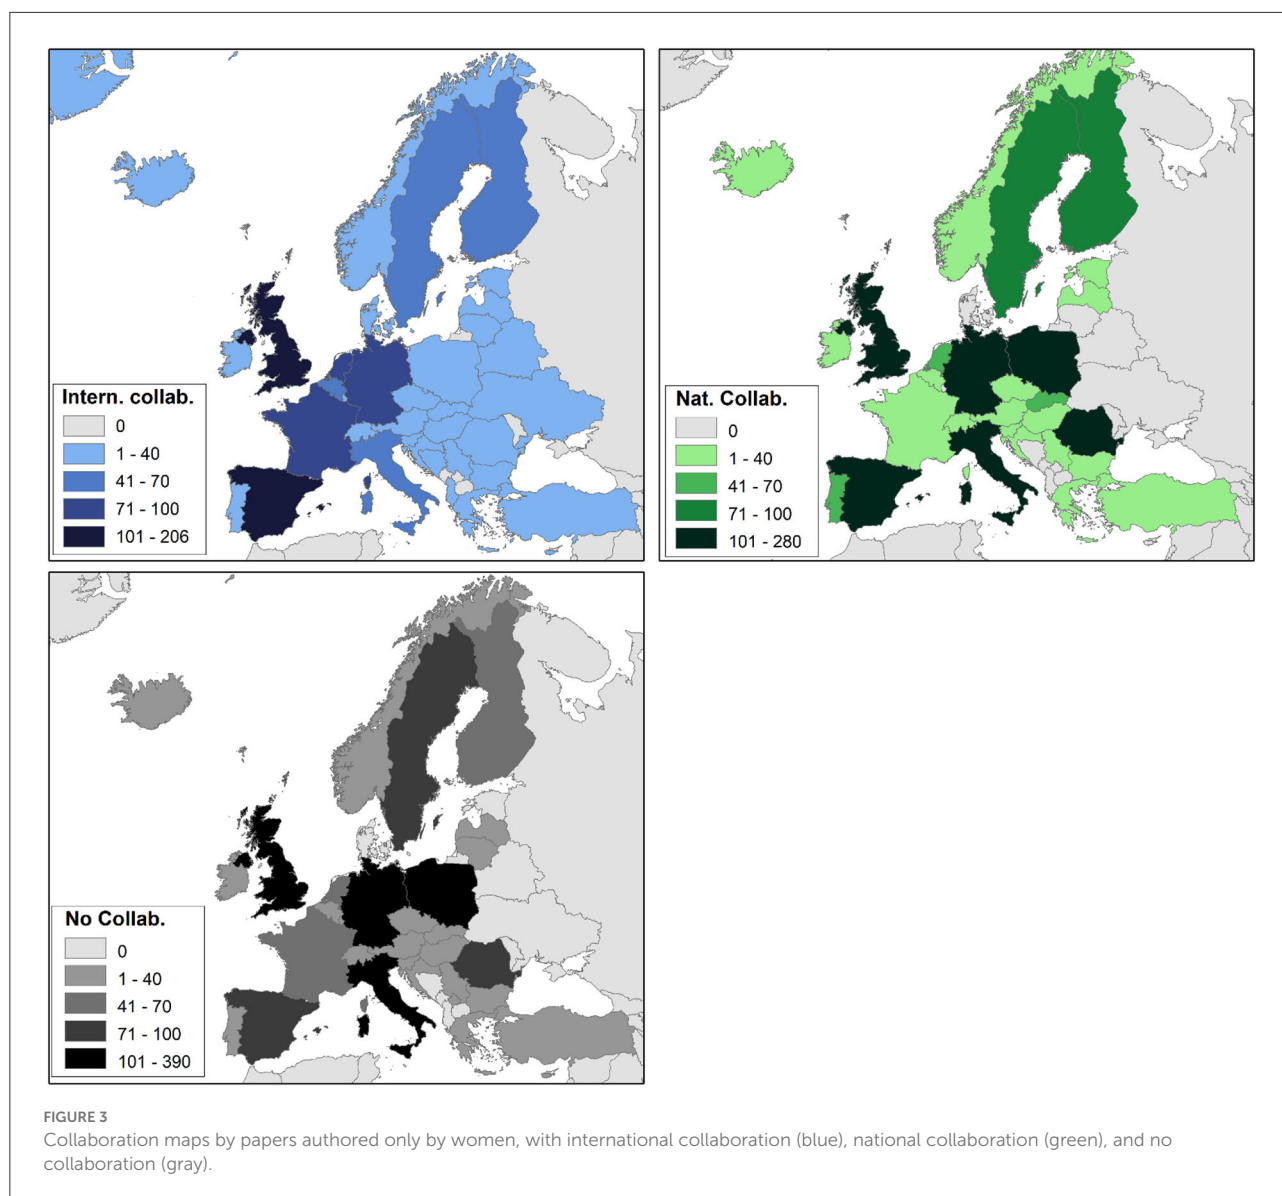 Intern. collab.
0
1 - 40
41 - 70
71 - 100
101 - 206
Nat. Collab.
0
1 - 40
41 - 70
71 - 100
101 - 280
No Collab.
0
1 - 40
41 - 70
71 - 100
101 - 390
FIGURE 3
Collaboration maps by papers authored only by women, with international collaboration (blue), national collaboration (green), and no
collaboration (gray).